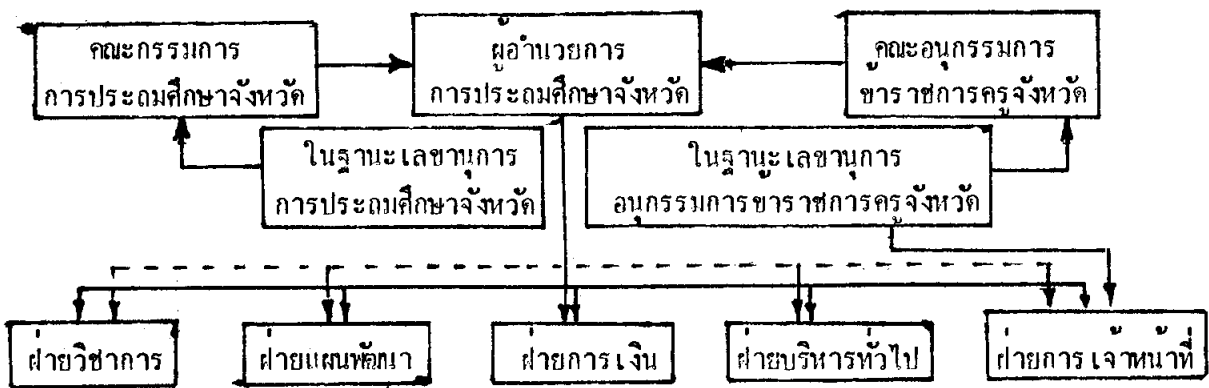 คณะกรรมการ
การประถมศึกษาจังหวัด
ผู้อำนวยการ
การประถมศึกษาจังหวัด
คณะอนุกรรมการ
ข้าราชการครูจังหวัด
ในฐานะเลขานุการ
การประถมศึกษาจังหวัด
ในฐานะเลขานุการ
อนุกรรมการข้าราชการครูจังหวัด
ฝ่ายวิชาการ
ฝ่ายแผนพัฒนา
ฝ่ายการเงิน
ฝ่ายบริหารทั่วไป
ฝ่ายการเจ้าหน้าที่